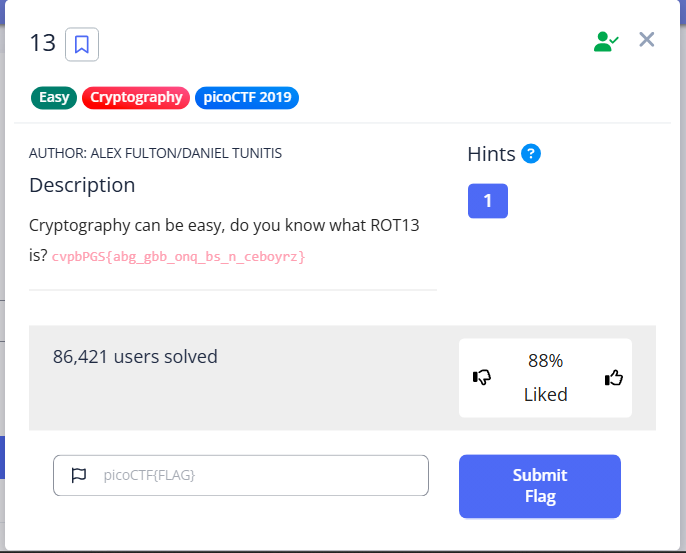 13
Easy Cryptography picoCTF 2019
AUTHOR: ALEX FULTON/DANIEL TUNITIS
Description
Cryptography can be easy, do you know what ROT13
is? cvpbPGS{abg_gbb_onq_bs_n_ceboyrz}
Hints ?
1
86,421 users solved
88%
Liked
picoCTF{FLAG}
Submit
Flag